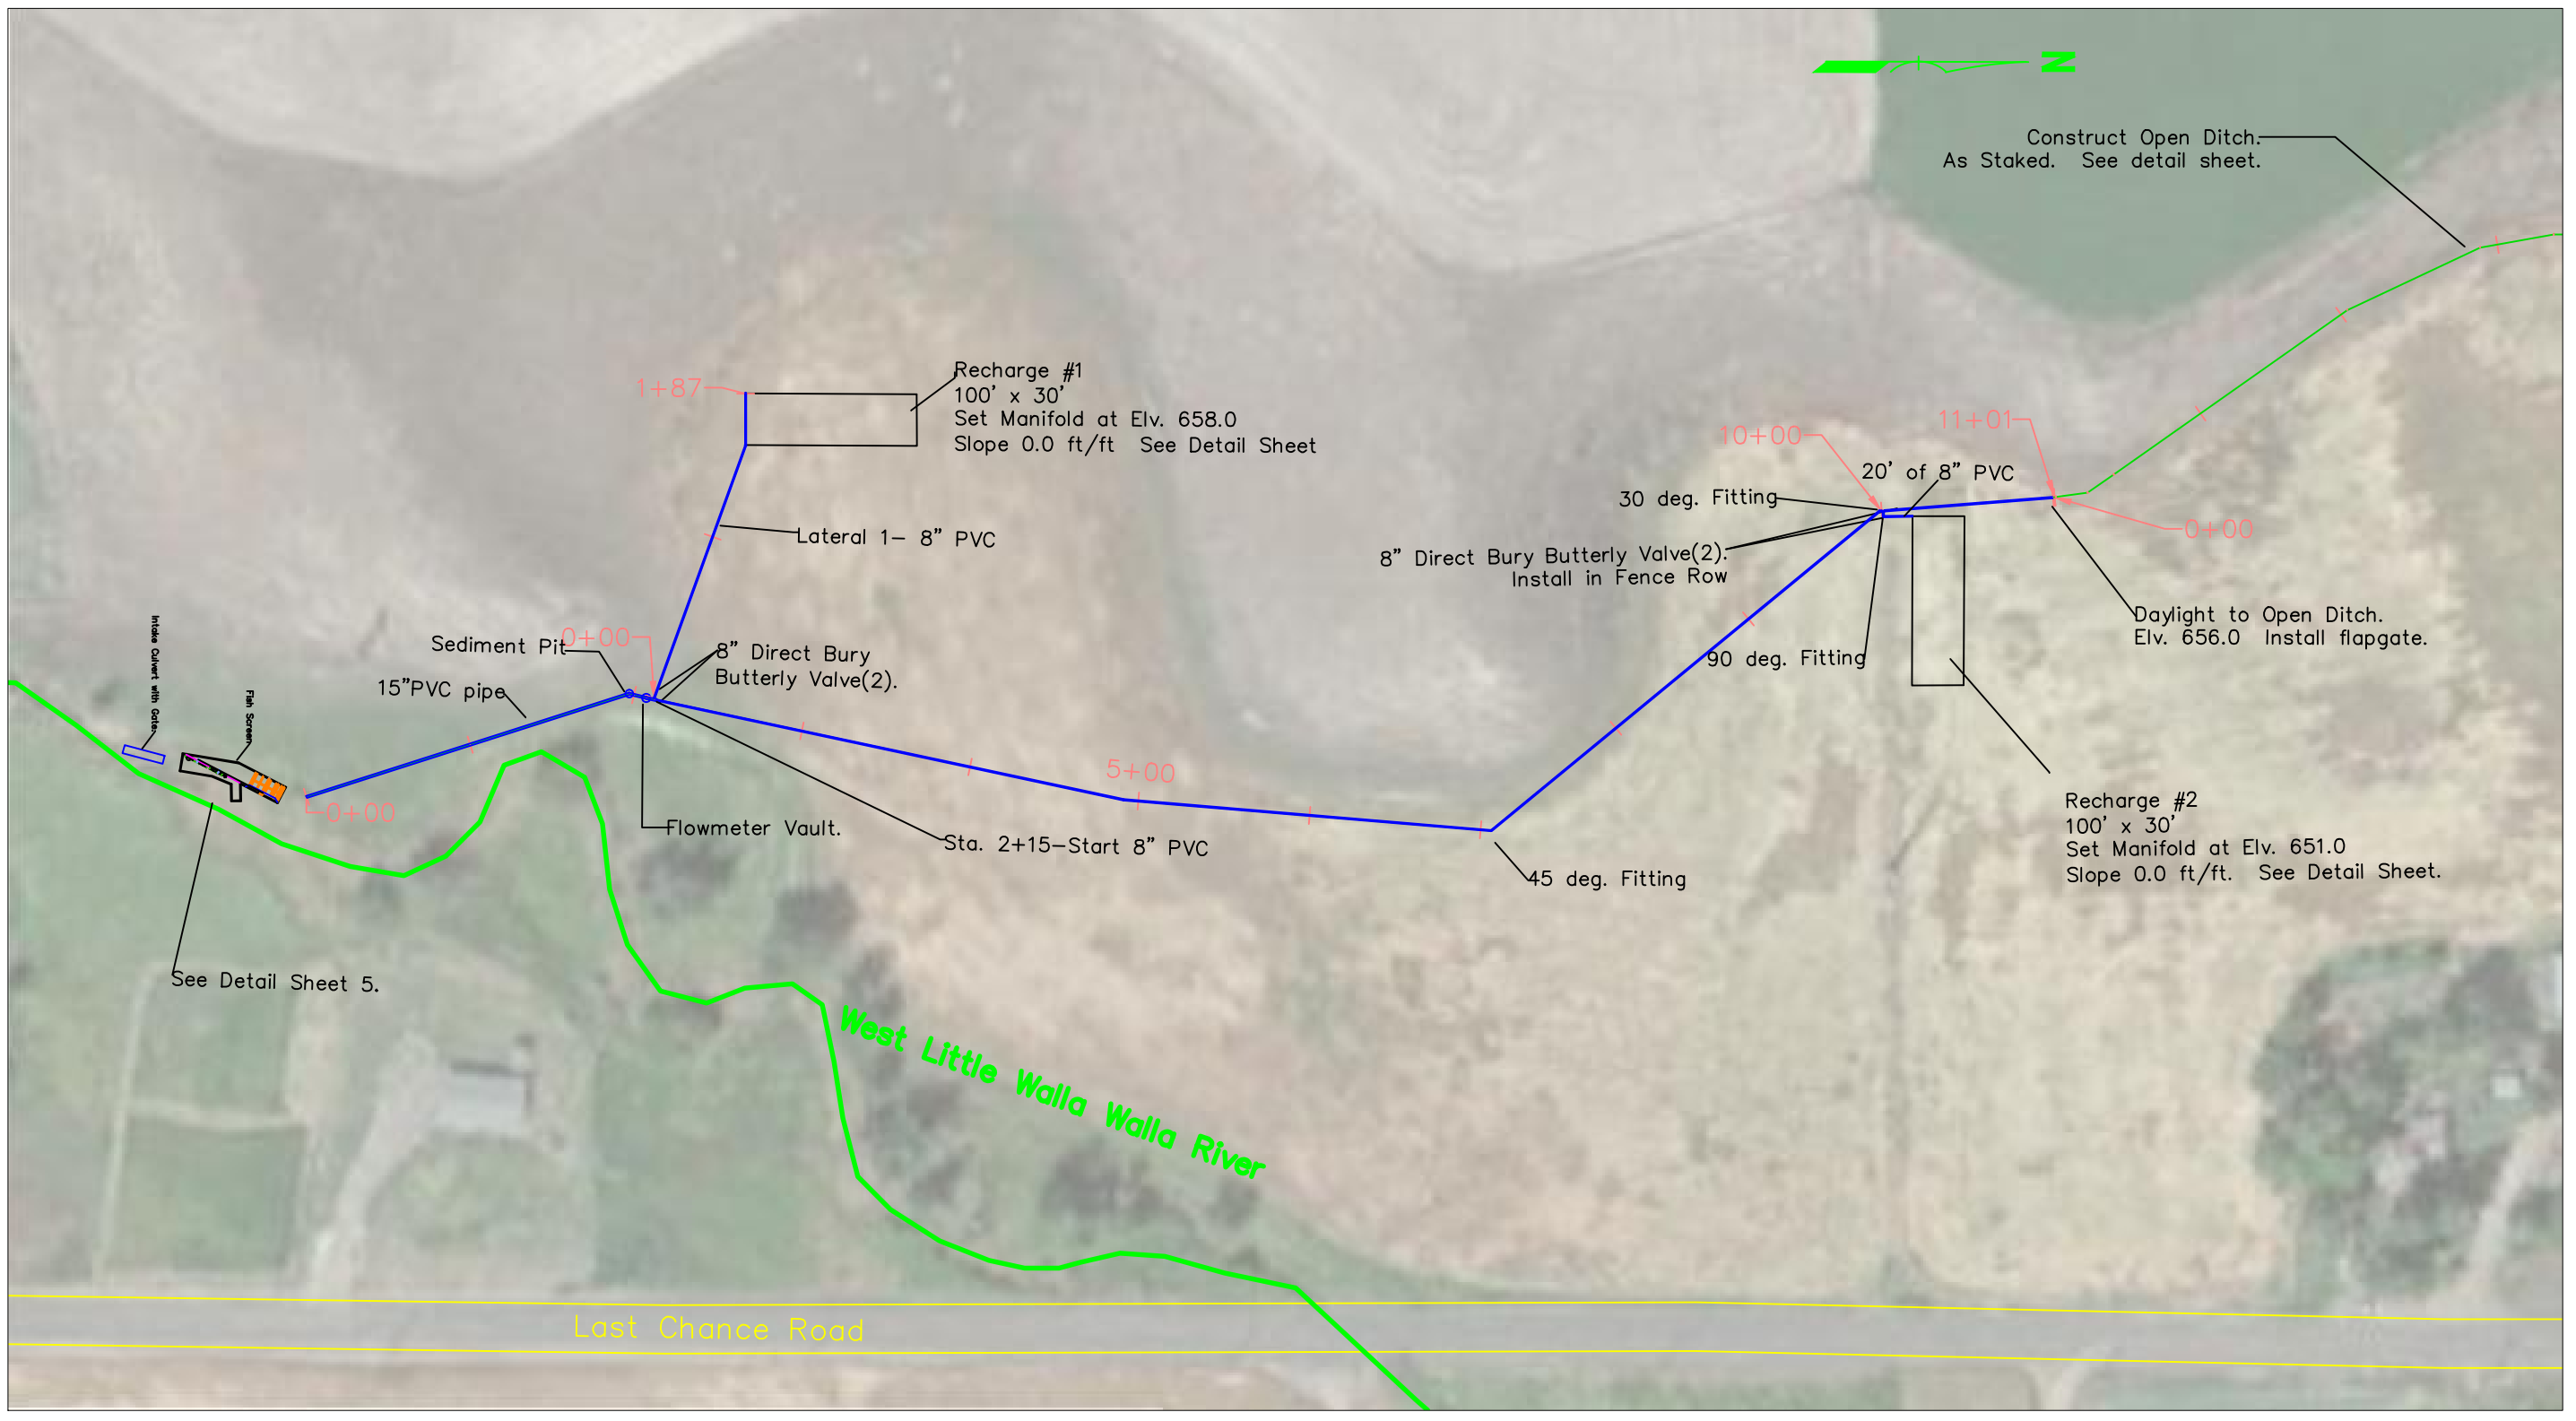 N
Construct Open Ditch.
As Staked.  See detail sheet.
Recharge #1
100' x 30'
Set Manifold at Elv. 658.0
Slope 0.0 ft/ft  See Detail Sheet
1+87
Lateral 1- 8" PVC
10+00
11+01
20' of 8" PVC
30 deg. Fitting
0+00
8" Direct Bury Butterly Valve(2).
Install in Fence Row
Daylight to Open Ditch.
Elv. 656.0  Install flapgate.
90 deg. Fitting
Intake Culvert with Gate.
Fish Screen
Sediment Pit
0+00
8" Direct Bury
Butterly Valve(2).
15"PVC pipe
5+00
0+00
Flowmeter Vault.
Sta. 2+15-Start 8" PVC
45 deg. Fitting
Recharge #2
100' x 30'
Set Manifold at Elv. 651.0
Slope 0.0 ft/ft.  See Detail Sheet.
See Detail Sheet 5.
West Little Walla Walla River
Last Chance Road